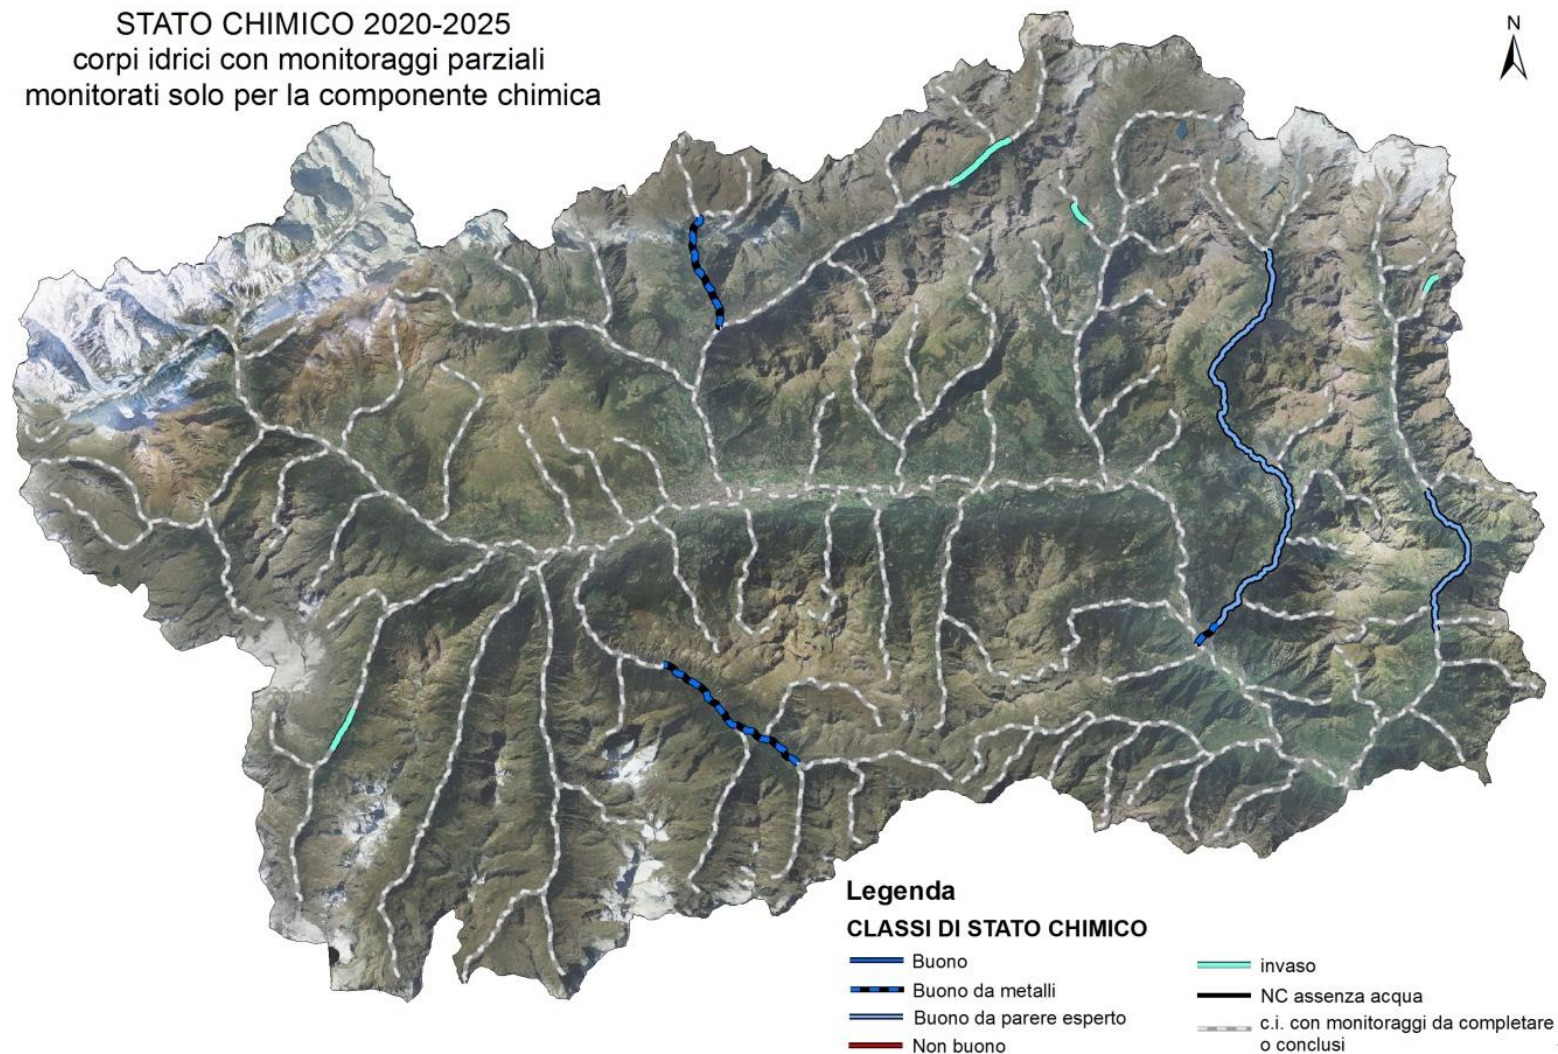 STATO CHIMICO 2020-2025
corpi idrici con monitoraggi parziali
monitorati solo per la componente chimica
N
Legenda
CLASSI DI STATO CHIMICO
Buono
Buono da metalli
Buono da parere esperto
Non buono
invaso
NC assenza acqua
c.i. con monitoraggi da completare
o conclusi